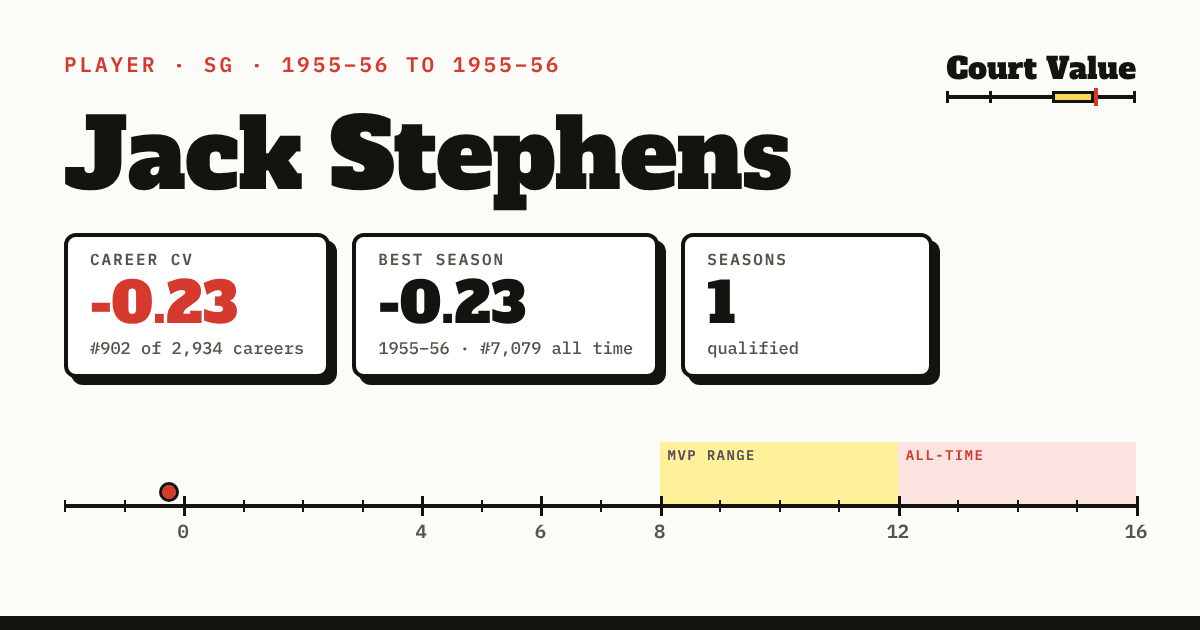 PLAYER · SG · 1955–56 TO 1955–56
Court Value
Jack Stephens
CAREER CV
-0.23
#902 of 2,934 careers
BEST SEASON
-0.23
1955–56 · #7,079 all time
SEASONS
1
qualified
MVP RANGE
ALL-TIME
0 4 6 8 12 16